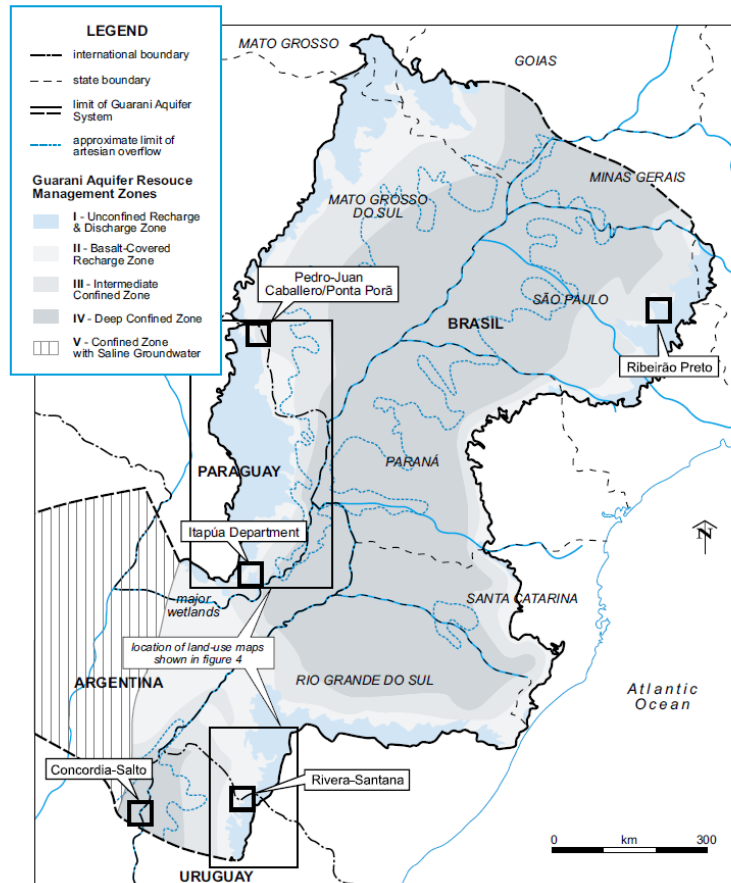 LEGEND
international boundary
state boundary
limit of Guarani Aquifer
System
approximate limit of
artesian overflow
Guarani Aquifer Resouce
Management Zones
I - Unconfined Recharge
& Discharge Zone
II - Basalt-Covered
Recharge Zone
III - Intermediate
Confined Zone
IV - Deep Confined Zone
V - Confined Zone
with Saline Groundwater
MATO GROSSO
GOIAS
MINAS GERAIS
MATO GROSSO
DO SUL
Pedro-Juan
Caballero/Ponta Porã
SÃO PAULO
BRASIL
Ribeirão Preto
PARANÁ
PARAGUAY
Itapúa Department
N
major
wetlands
SANTA CATARINA
location of land-use maps
shown in figure 4
ARGENTINA
RIO GRANDE DO SUL
Atlantic
Ocean
Concordia-Salto
Rivera-Santana
0 km 300
URUGUAY